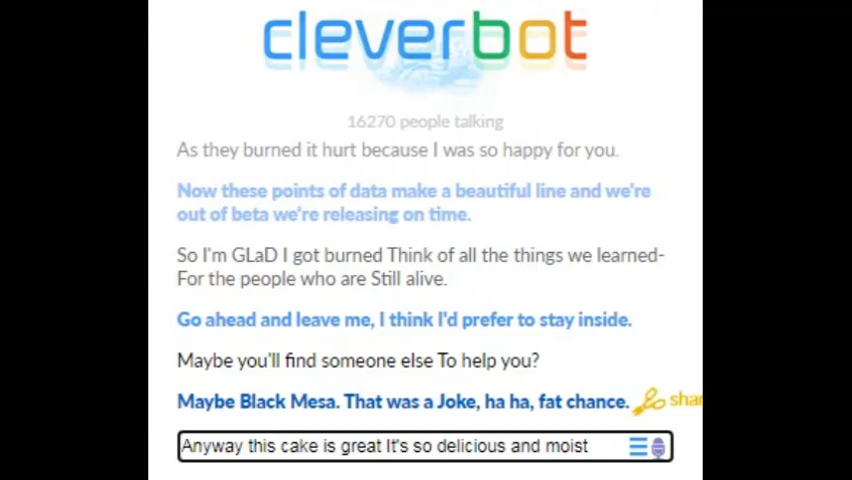 cleverbot
16270 people talking
As they burned it hurt because I was so happy for you.
Now these points of data make a beautiful line and we're
out of beta we're releasing on time.
So I'm GLaD I got burned Think of all the things we learned-
For the people who are Still alive.
Go ahead and leave me, I think I'd prefer to stay inside.
Maybe you'll find someone else To help you?
Maybe Black Mesa. That was a Joke, ha ha, fat chance.
shar
Anyway this cake is great It's so delicious and moist